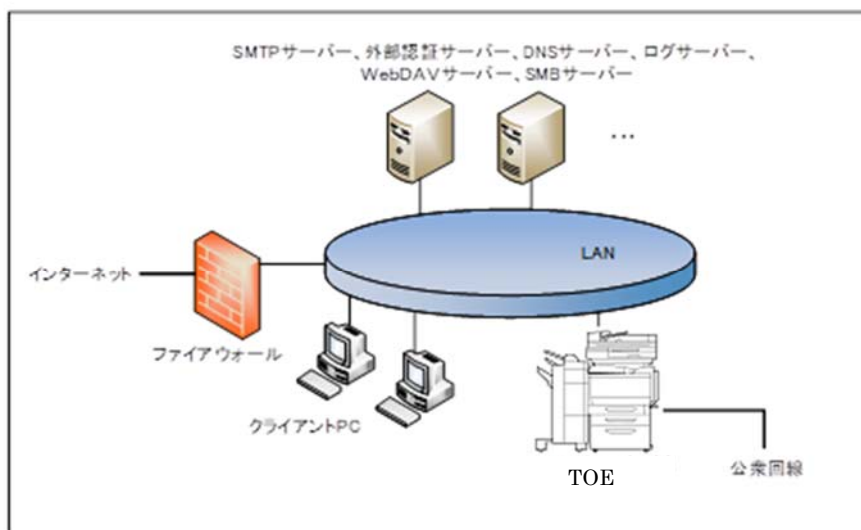 SMTPサーバー、外部認証サーバー、DNSサーバー、ログサーバー、
WebDAVサーバー、SMBサーバー
...
LAN
インターネット
ファイアウォール
クライアントPC
TOE
公衆回線